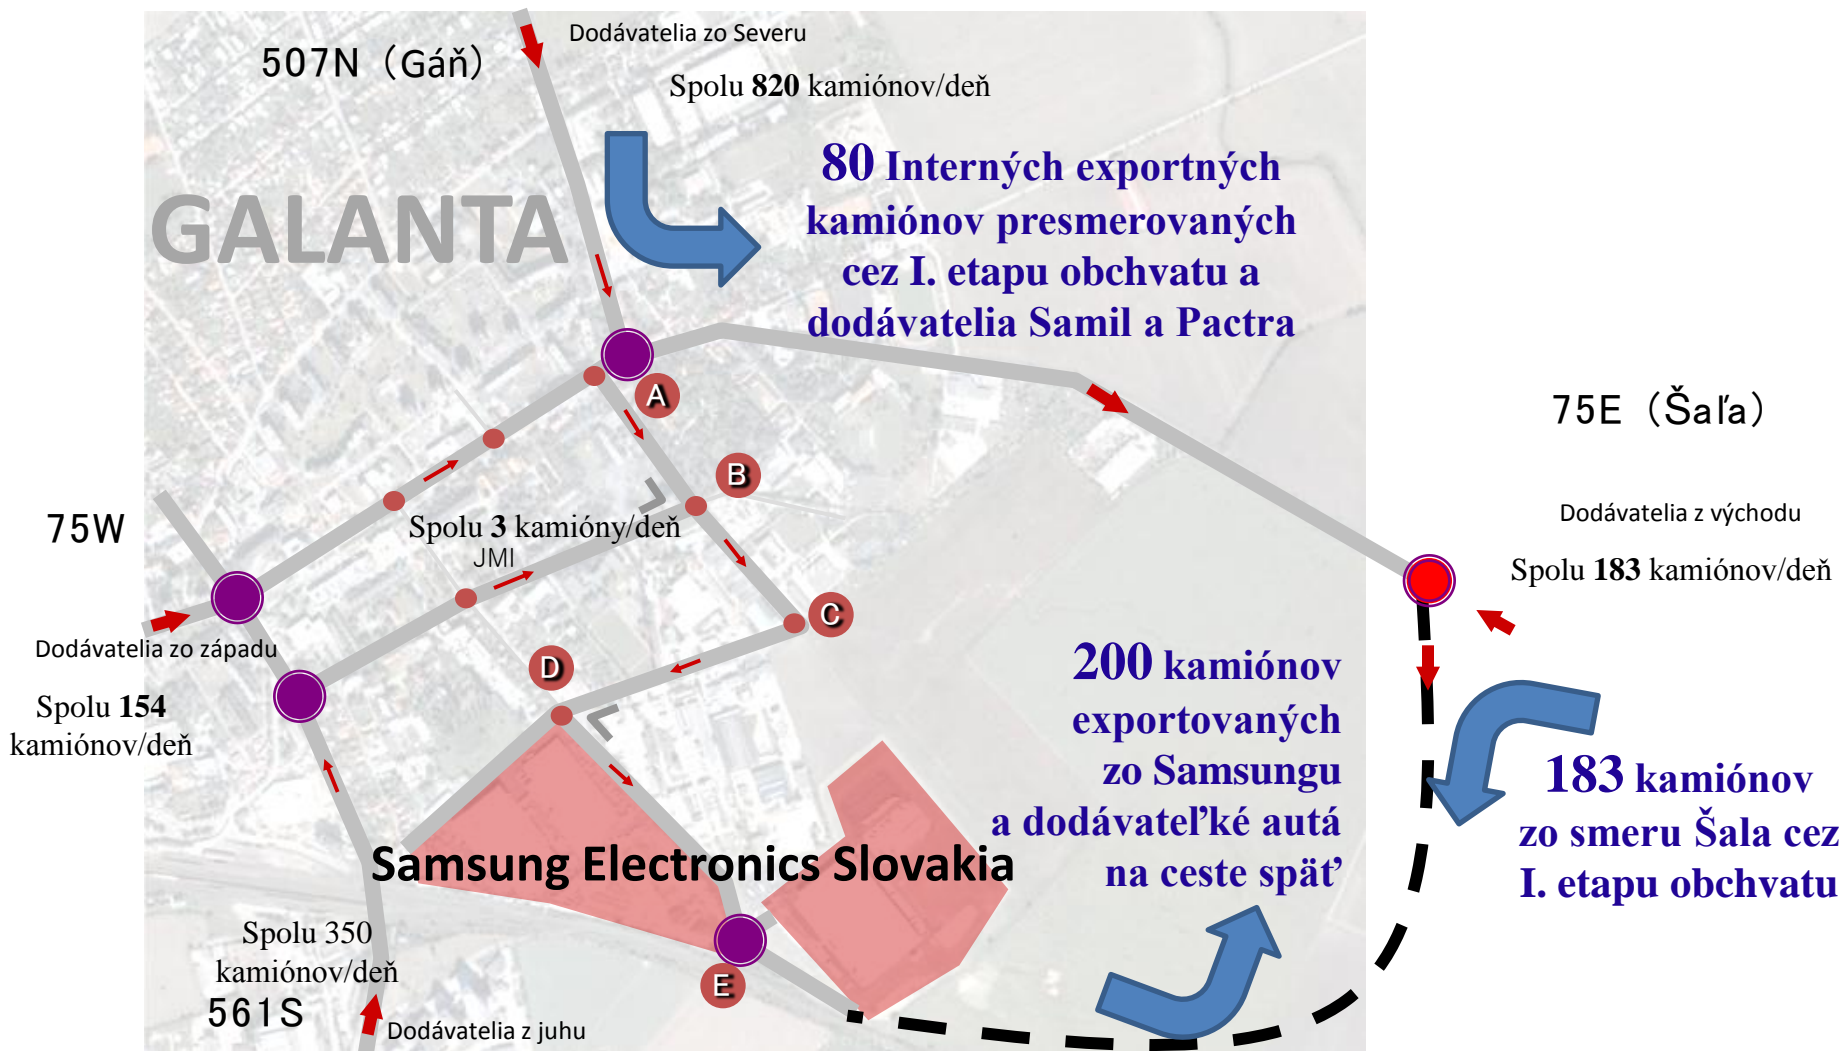 Dodávatelia zo Severu
507N (Gáň)
Spolu 820 kamiónov/deň
80 Interných exportných
kamiónov presmerovaných
cez I. etapu obchvatu a
dodávatelia Samil a Pactra
GALANTA
A
75E (Šaľa)
B
75W
Spolu 3 kamióny/deň
JMI
Dodávatelia z východu
Spolu 183 kamiónov/deň
C
Dodávatelia zo západu
D
Spolu 154
kamiónov/deň
200 kamiónov
exportovaných
zo Samsungu
a dodávateľké autá
na ceste späť
183 kamiónov
zo smeru Šala cez
I. etapu obchvatu
Samsung Electronics Slovakia
Spolu 350
kamiónov/deň
E
561S
Dodávatelia z juhu